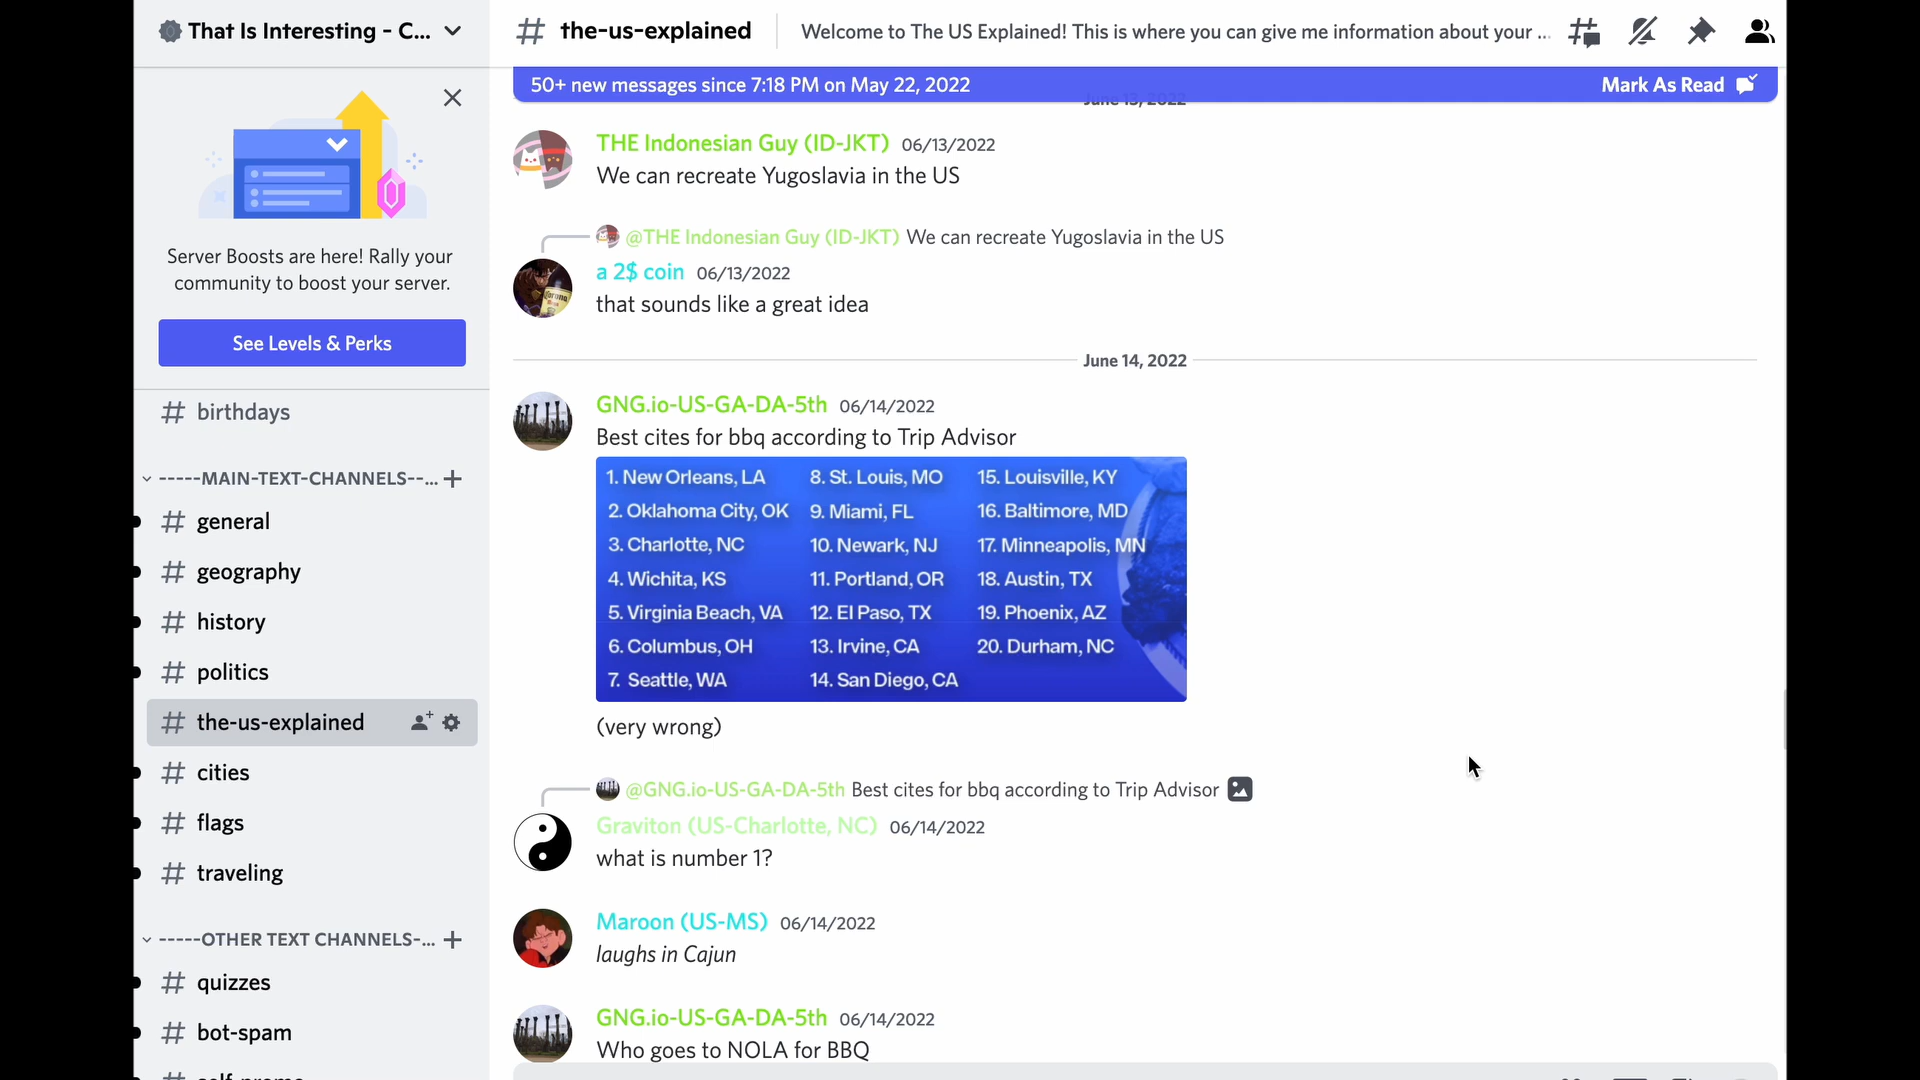 That Is Interesting - C...
Server Boosts are here! Rally your
community to boost your server.
See Levels & Perks
# birthdays
-----MAIN-TEXT-CHANNELS--... +
# general
# geography
# history
# politics
# the-us-explained
# cities
# flags
# traveling
-----OTHER TEXT CHANNELS-... +
# quizzes
# bot-spam
# the-us-explained
Welcome to The US Explained! This is where you can give me information about your ...
50+ new messages since 7:18 PM on May 22, 2022
Mark As Read
June 13, 2022
THE Indonesian Guy (ID-JKT) 06/13/2022
We can recreate Yugoslavia in the US
@THE Indonesian Guy (ID-JKT) We can recreate Yugoslavia in the US
a 2$ coin 06/13/2022
Corona
that sounds like a great idea
June 14, 2022
GNG.io-US-GA-DA-5th 06/14/2022
Best cites for bbq according to Trip Advisor
1. New Orleans, LA
2. Oklahoma City, OK
3. Charlotte, NC
4. Wichita, KS
5. Virginia Beach, VA
6. Columbus, OH
7. Seattle, WA
8. St. Louis, MO
9. Miami, FL
10. Newark, NJ
11. Portland, OR
12. El Paso, TX
13. Irvine, CA
14. San Diego, CA
15. Louisville, KY
16. Baltimore, MD
17. Minneapolis, MN
18. Austin, TX
19. Phoenix, AZ
20. Durham, NC
(very wrong)
@GNG.io-US-GA-DA-5th Best cites for bbq according to Trip Advisor
Graviton (US-Charlotte, NC) 06/14/2022
what is number 1?
Maroon (US-MS) 06/14/2022
laughs in Cajun
GNG.io-US-GA-DA-5th 06/14/2022
Who goes to NOLA for BBQ